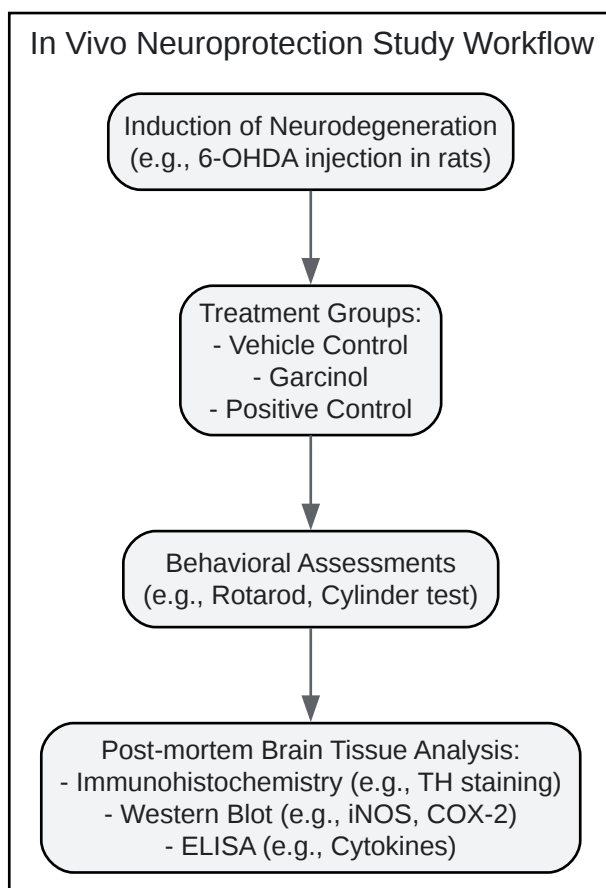 In Vivo Neuroprotection Study Workflow
Induction of Neurodegeneration
(e.g., 6-OHDA injection in rats)
Treatment Groups:
- Vehicle Control
- Garcinol
- Positive Control
Behavioral Assessments
(e.g., Rotarod, Cylinder test)
Post-mortem Brain Tissue Analysis:
- Immunohistochemistry (e.g., TH staining)
- Western Blot (e.g., iNOS, COX-2)
- ELISA (e.g., Cytokines)